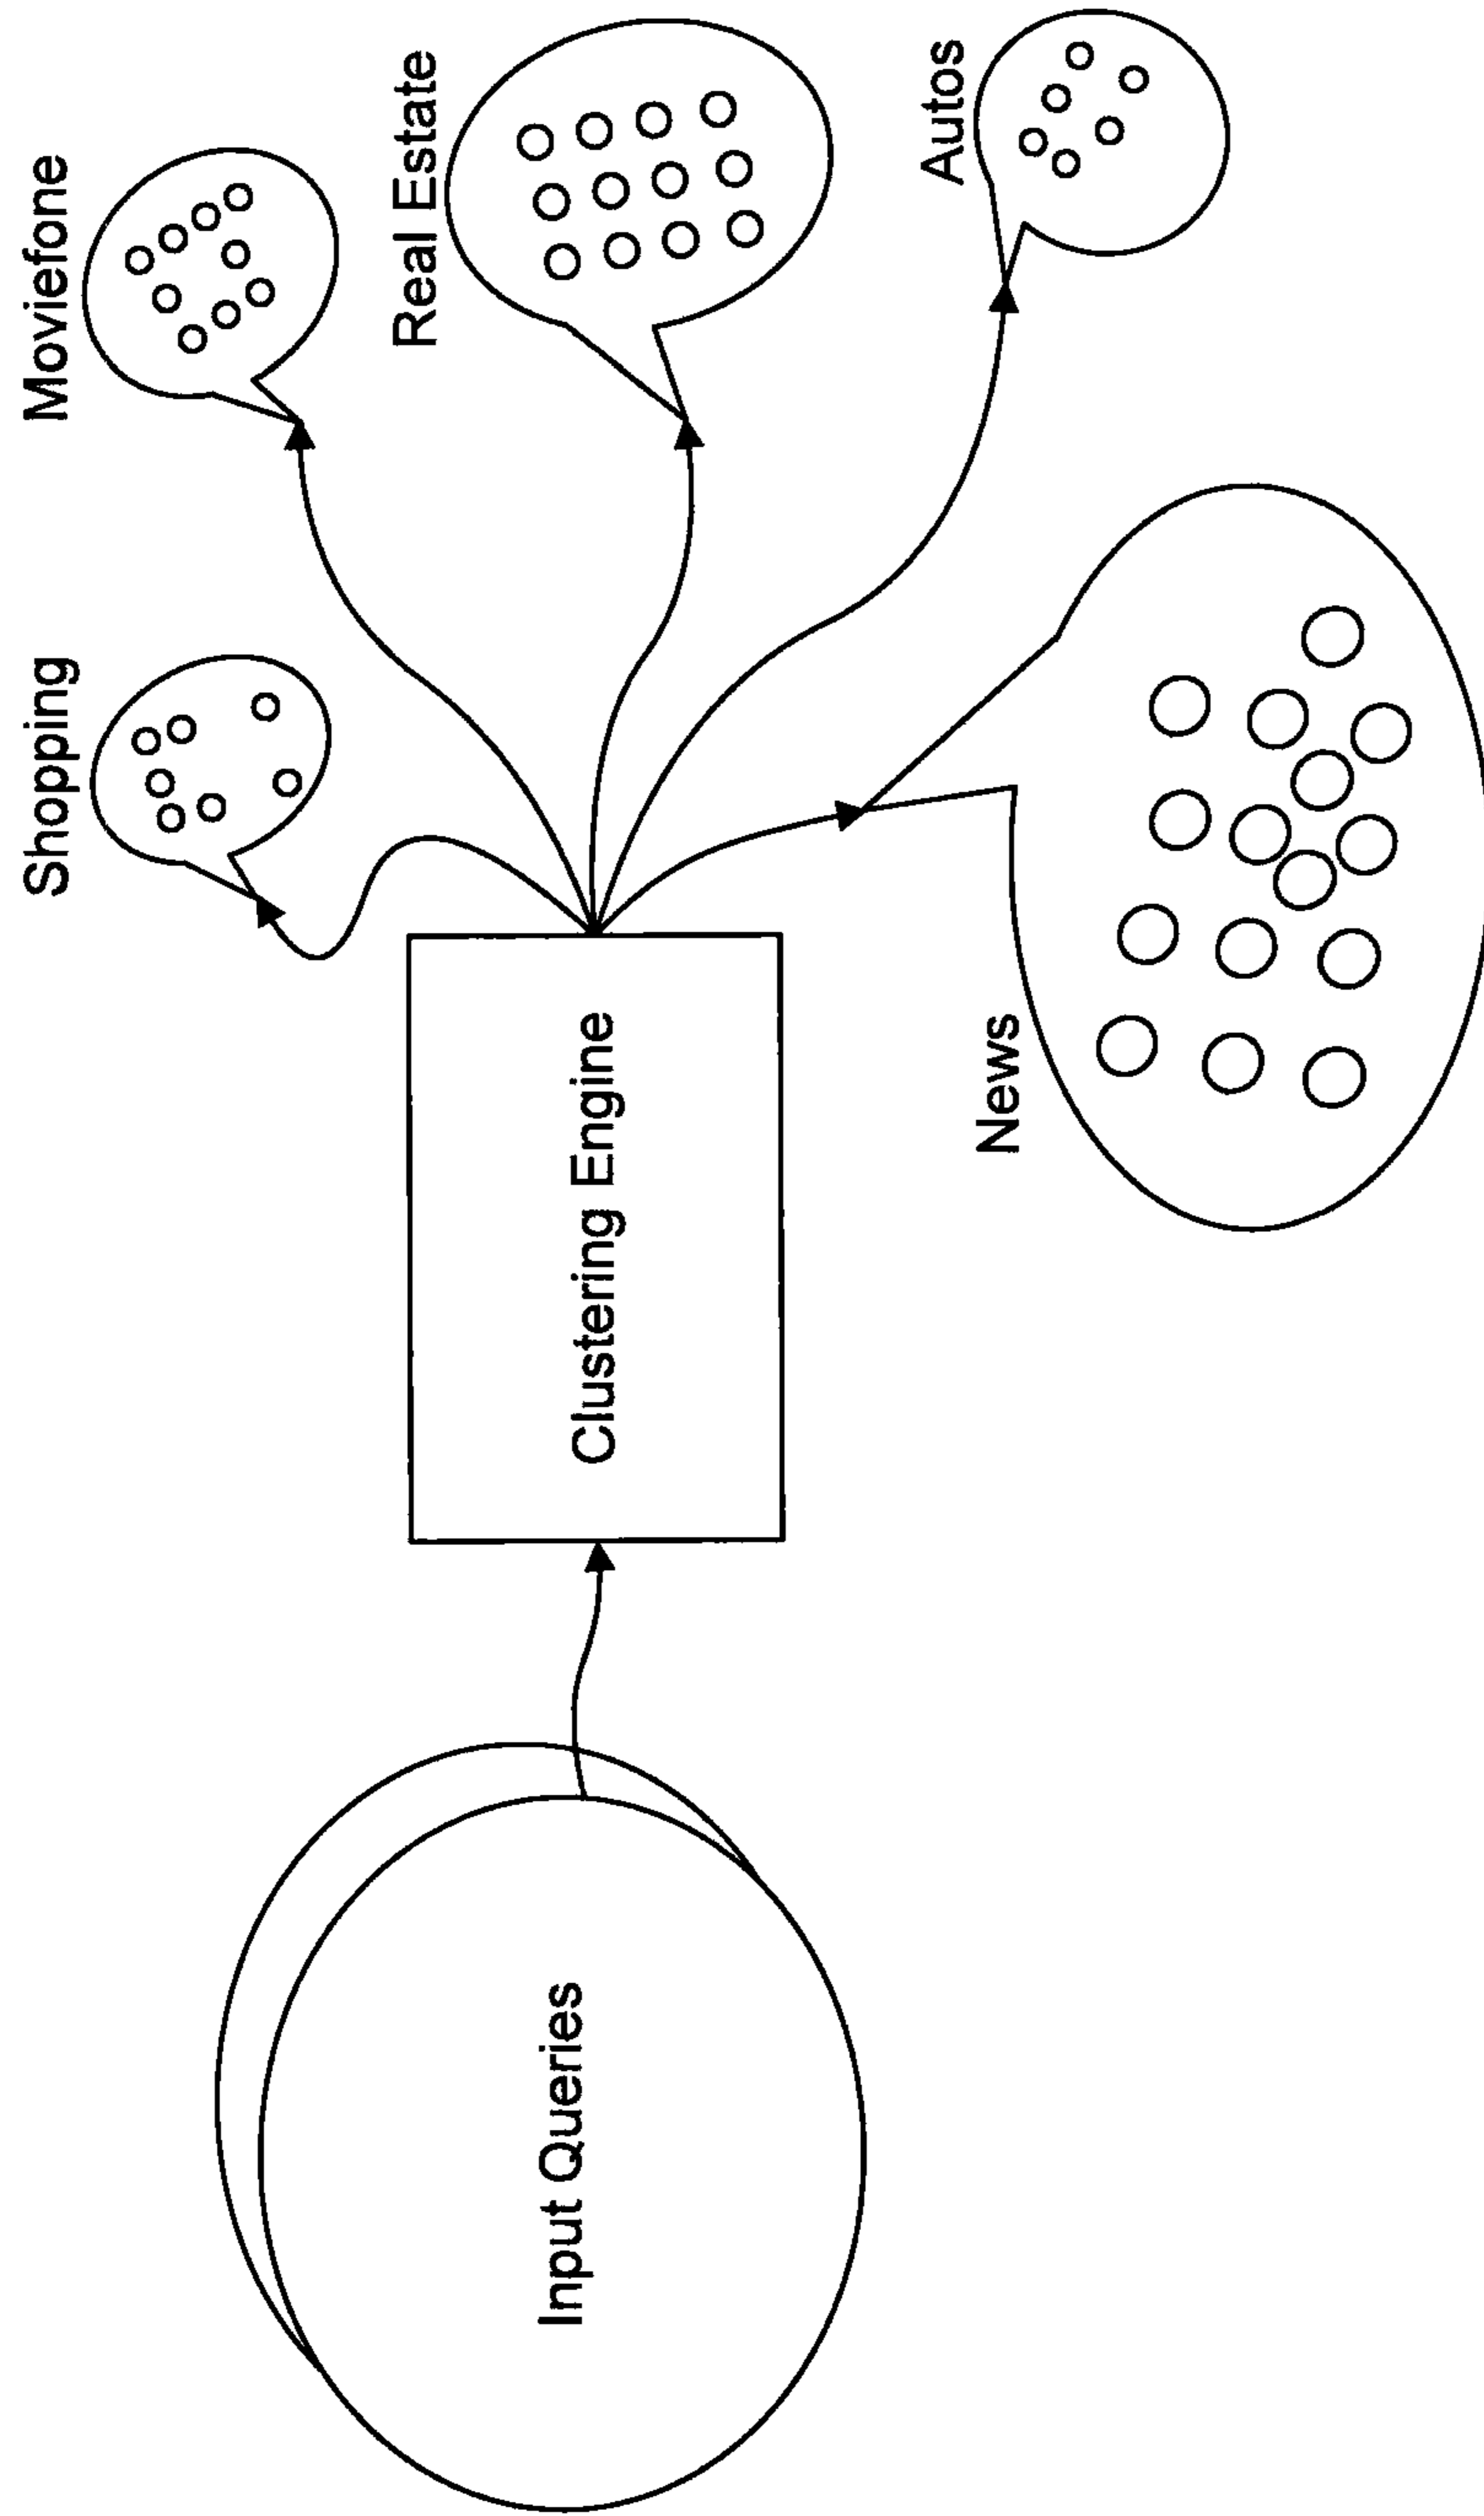 Input Queries
Clustering Engine
Shopping
Moviefone
Real Estate
Autos
News